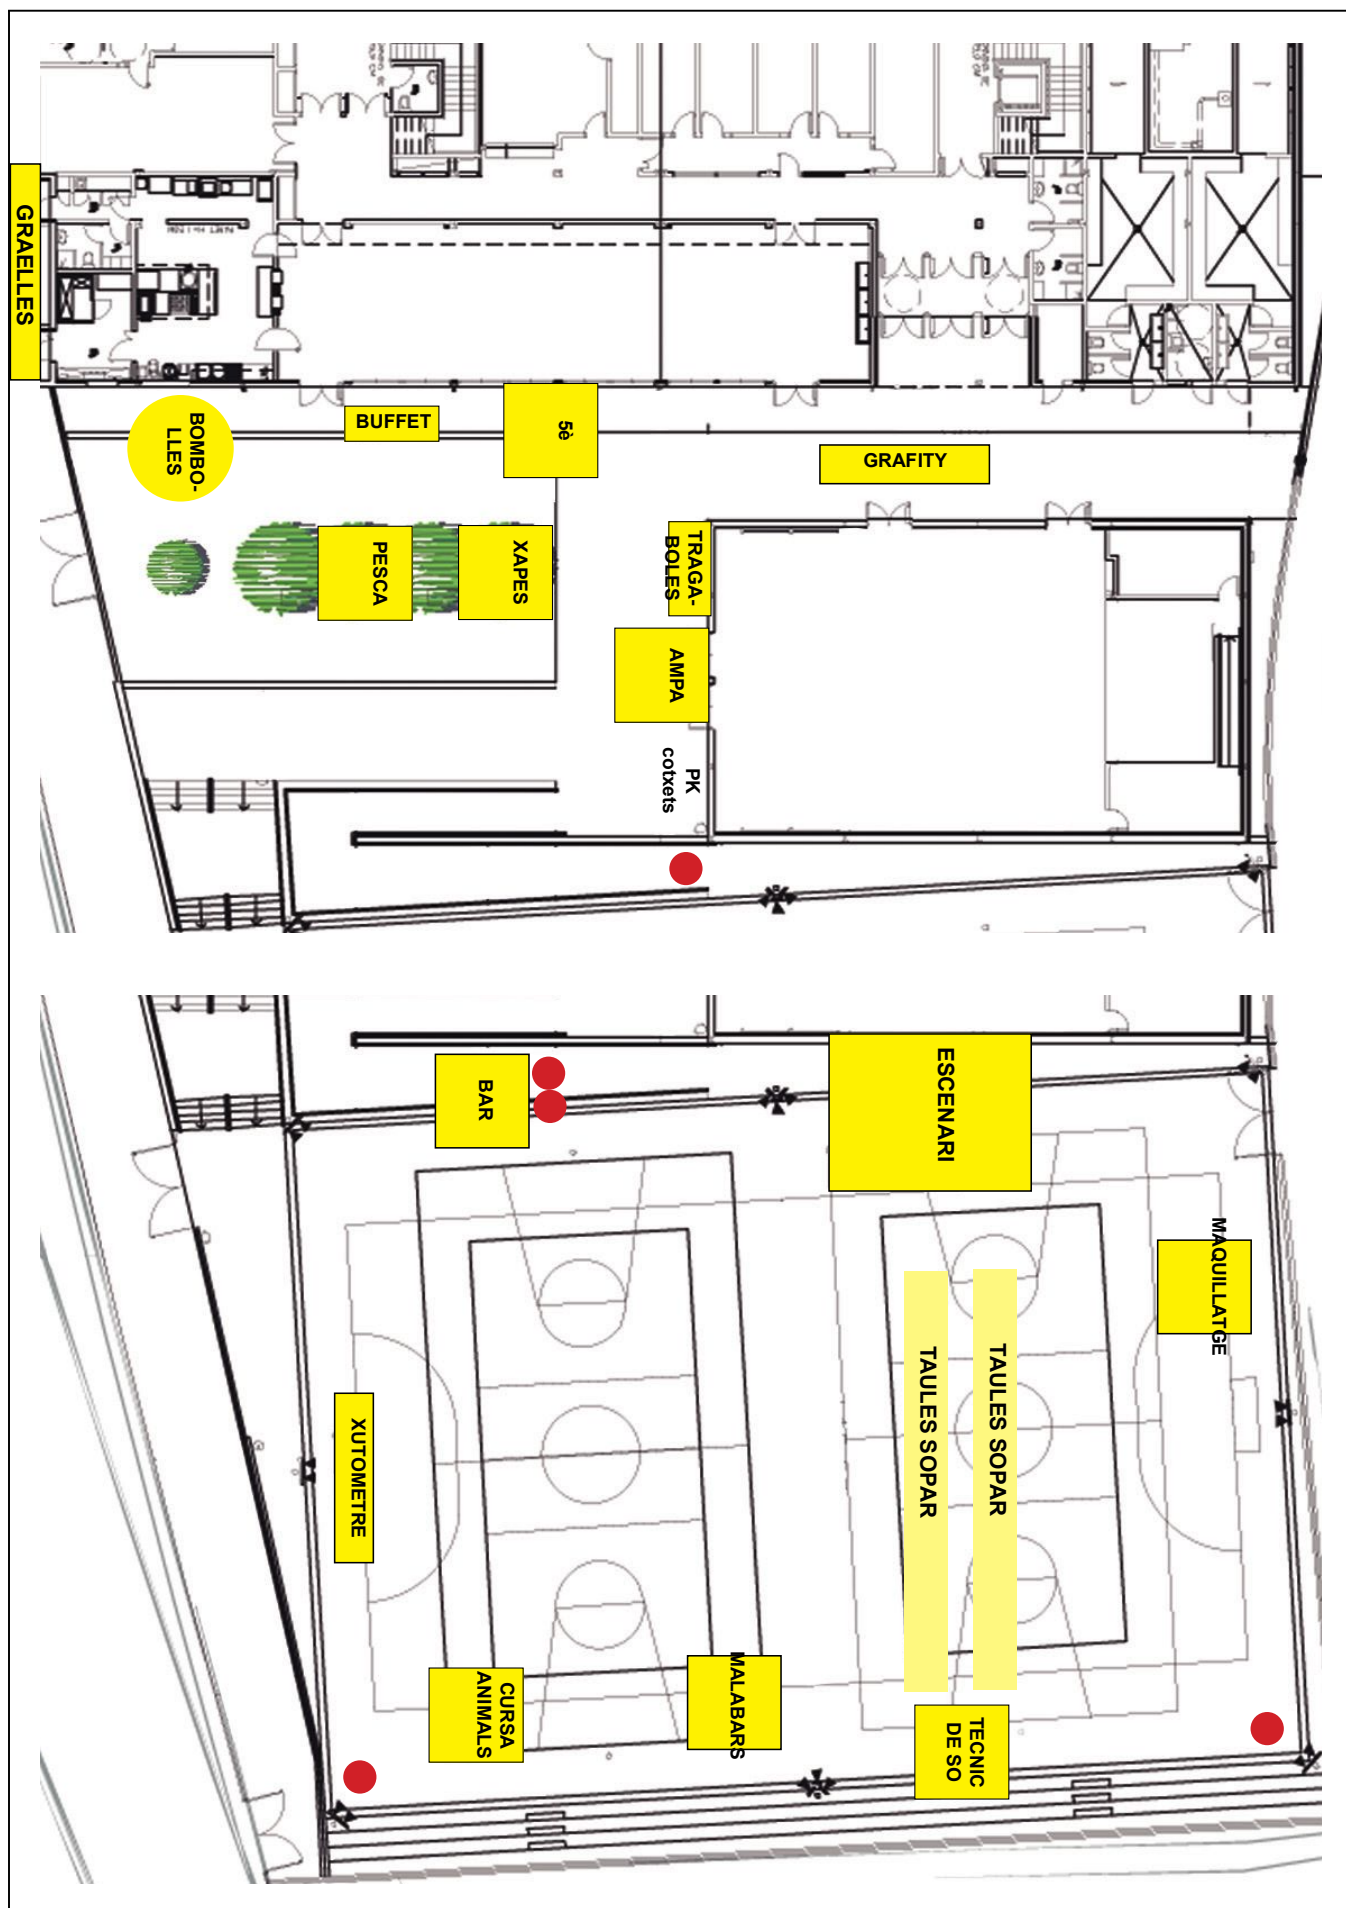 GRAELLES
BOMBO-
LLES
BUFFET
5è
GRAFITY
PESCA
XAPES
TRAGA-
BOLES
AMPA
PK
cotxets
BAR
ESCENARI
MAQUILLATGE
TAULES SOPAR
TAULES SOPAR
XUTOMETRE
CURSA
ANIMALS
MALABARS
TECNIC
DE SO